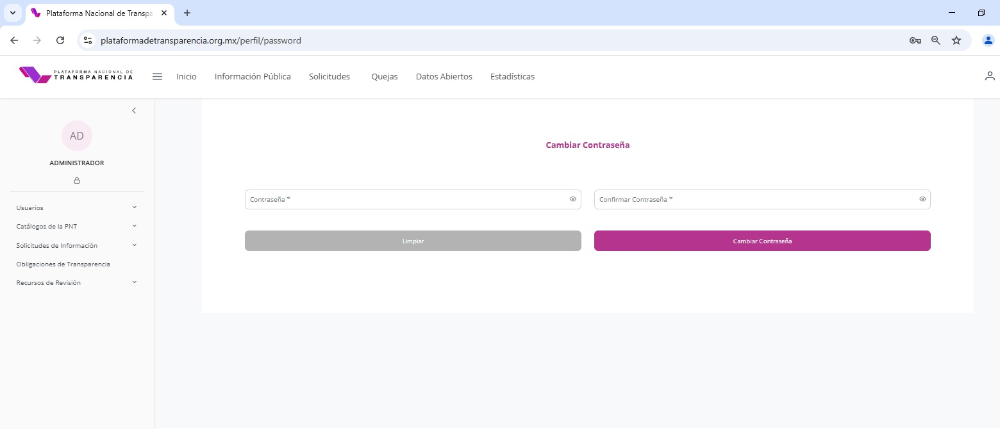 Plataforma Nacional de Transpa
plataformadetransparencia.org.mx/perfil/password
PLATAFORMA NACIONAL DE
TRANSPARENCIA
Inicio Información Pública Solicitudes Quejas Datos Abiertos Estadísticas
AD
ADMINISTRADOR
Usuarios
Catálogos de la PNT
Solicitudes de Información
Obligaciones de Transparencia
Recursos de Revisión
Cambiar Contraseña
Contraseña * Confirmar Contraseña *
Limpiar Cambiar Contraseña